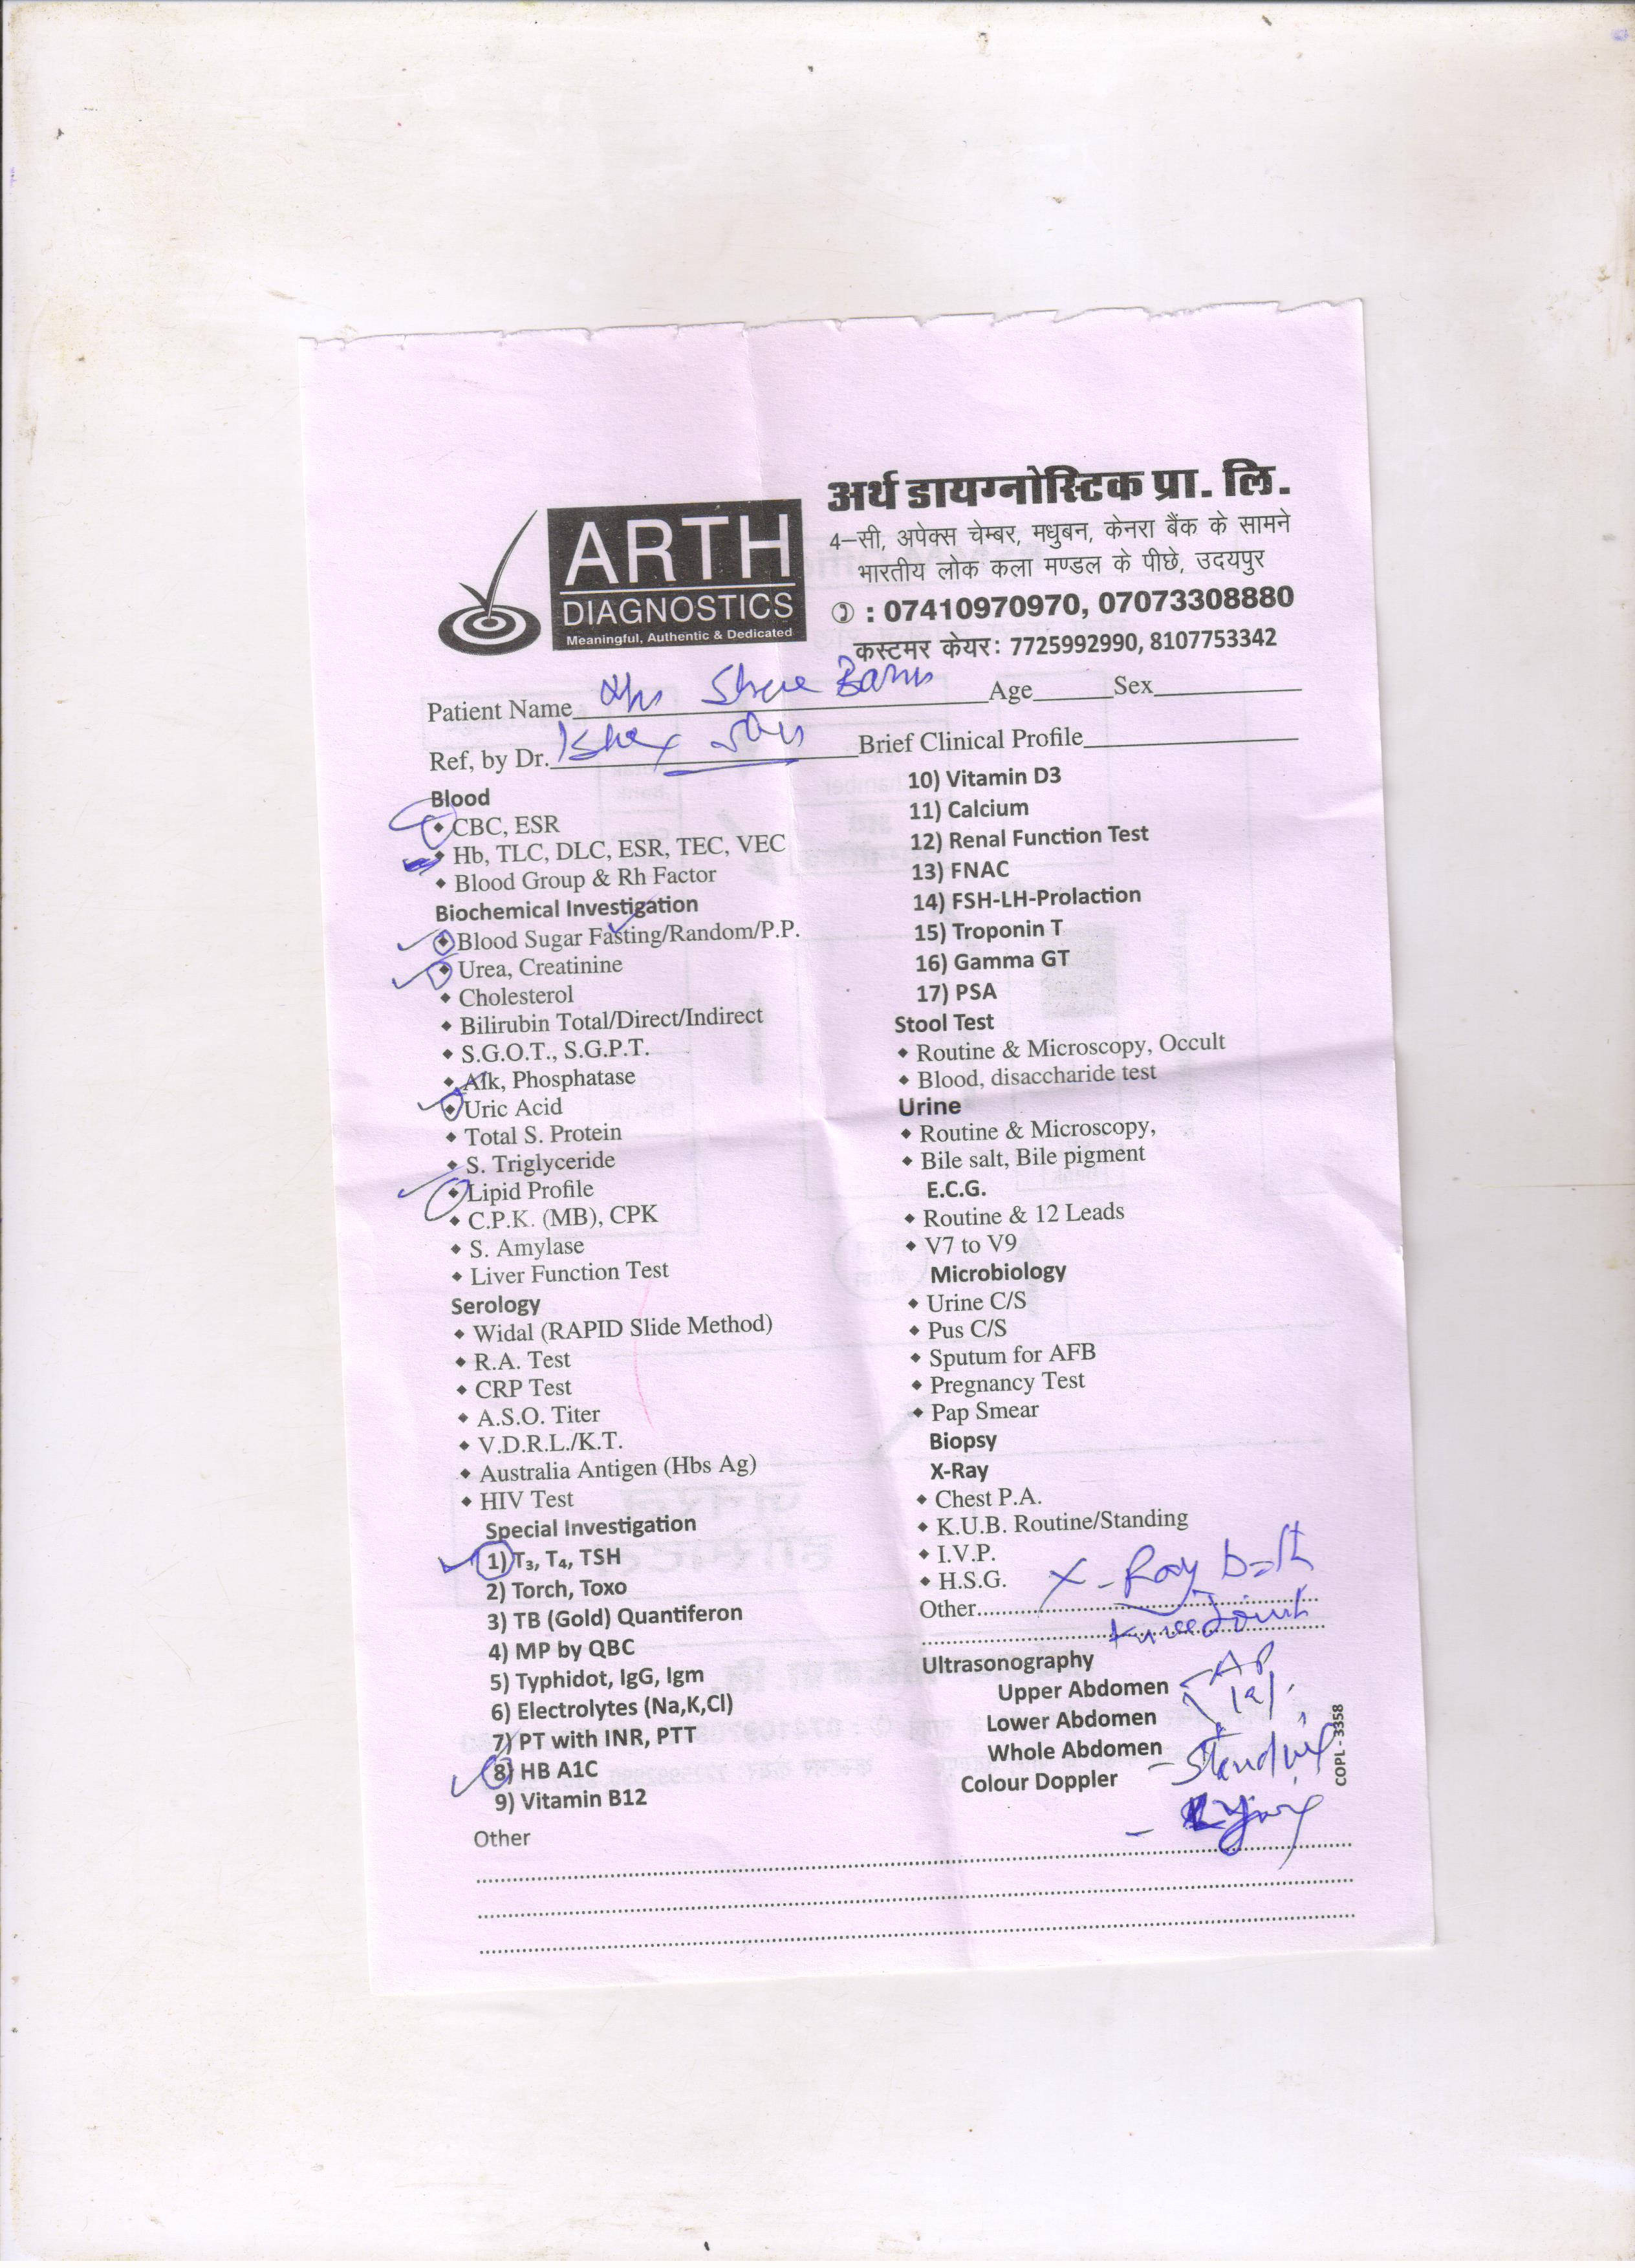 ARTH
DIAGNOSTICS
Meaningful, Authentic & Dedicated
अर्थ डायग्नोस्टिक प्रा. लि.
4–सी, अपेक्स चेम्बर, मधुबन, केनरा बैंक के सामने
भारतीय लोक कला मण्डल के पीछे, उदयपुर
: 07410970970, 07073308880
कस्टमर केयर: 7725992990, 8107753342
Patient Name Age Sex
Ref, by Dr. Brief Clinical Profile
Blood
CBC, ESR
Hb, TLC, DLC, ESR, TEC, VEC
Blood Group & Rh Factor
Biochemical Investigation
Blood Sugar Fasting/Random/P.P.
Urea, Creatinine
Cholesterol
Bilirubin Total/Direct/Indirect
S.G.O.T., S.G.P.T.
Alk, Phosphatase
Uric Acid
Total S. Protein
S. Triglyceride
Lipid Profile
C.P.K. (MB), CPK
S. Amylase
Liver Function Test
Serology
Widal (RAPID Slide Method)
R.A. Test
CRP Test
A.S.O. Titer
V.D.R.L./K.T.
Australia Antigen (Hbs Ag)
HIV Test
Special Investigation
1) T₃, T₄, TSH
2) Torch, Toxo
3) TB (Gold) Quantiferon
4) MP by QBC
5) Typhidot, IgG, Igm
6) Electrolytes (Na,K,Cl)
7) PT with INR, PTT
8) HB A1C
9) Vitamin B12
Other
10) Vitamin D3
11) Calcium
12) Renal Function Test
13) FNAC
14) FSH-LH-Prolaction
15) Troponin T
16) Gamma GT
17) PSA
Stool Test
Routine & Microscopy, Occult
Blood, disaccharide test
Urine
Routine & Microscopy,
Bile salt, Bile pigment
E.C.G.
Routine & 12 Leads
V7 to V9
Microbiology
Urine C/S
Pus C/S
Sputum for AFB
Pregnancy Test
Pap Smear
Biopsy
X-Ray
Chest P.A.
K.U.B. Routine/Standing
I.V.P.
H.S.G.
Other X-Ray both
Knee Joint
Ultrasonography
Upper Abdomen AP
Lower Abdomen lat.
Whole Abdomen
Colour Doppler Standing
COPL - 3358